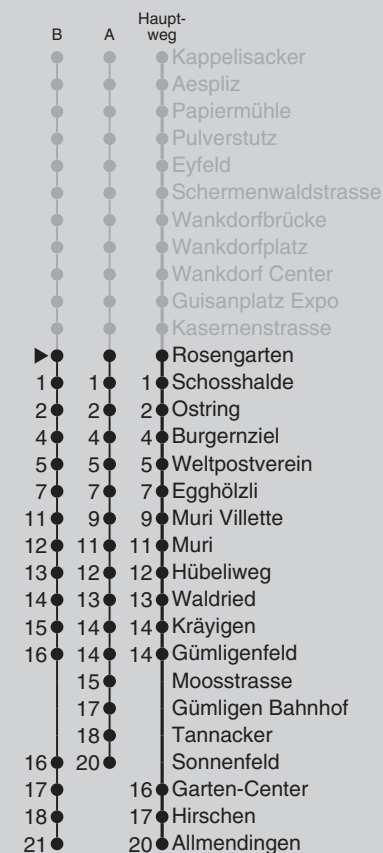 B A Haupt-
weg
Kappelisacker
Aespliz
Papiermühle
Pulverstutz
Eyfeld
Schermenwaldstrasse
Wankdorfbrücke
Wankdorfplatz
Wankdorf Center
Guisanplatz Expo
Kasernenstrasse
Rosengarten
1 1 1 Schosshalde
2 2 2 Ostring
4 4 4 Burgernziel
5 5 5 Weltpostverein
7 7 7 Egghölzli
11 9 9 Muri Villette
12 11 11 Muri
13 12 12 Hübeliweg
14 13 13 Waldried
15 14 14 Kräyigen
16 14 14 Gümligenfeld
15 Moosstrasse
17 Gümligen Bahnhof
18 Tannacker
16 20 Sonnenfeld
17 16 Garten-Center
18 17 Hirschen
21 20 Allmendingen